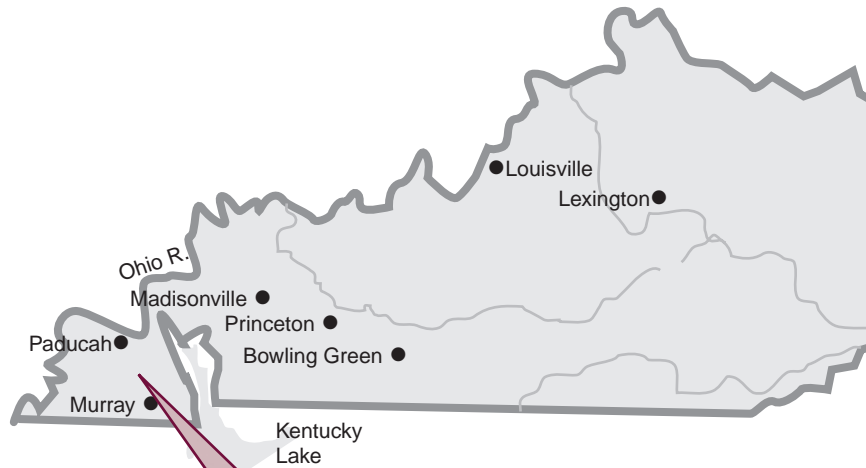 Louisville
Lexington
Ohio R.
Madisonville
Princeton
Paducah
Bowling Green
Murray
Kentucky
Lake